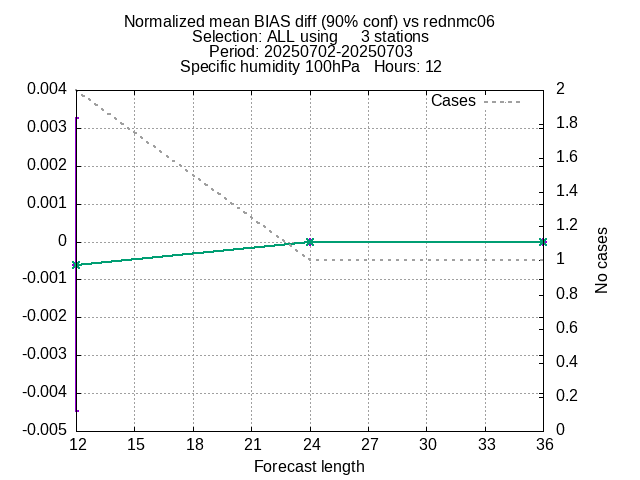 Normalized mean BIAS diff (90% conf) vs rednmc06
Selection: ALL using     3 stations
Period: 20250702-20250703
Specific humidity 100hPa   Hours: 12
Cases
0.004
0.003
0.002
0.001
0
-0.001
-0.002
-0.003
-0.004
-0.005
2
1.8
1.6
1.4
1.2
1
0.8
0.6
0.4
0.2
0
No cases
12 15 18 21 24 27 30 33 36
Forecast length